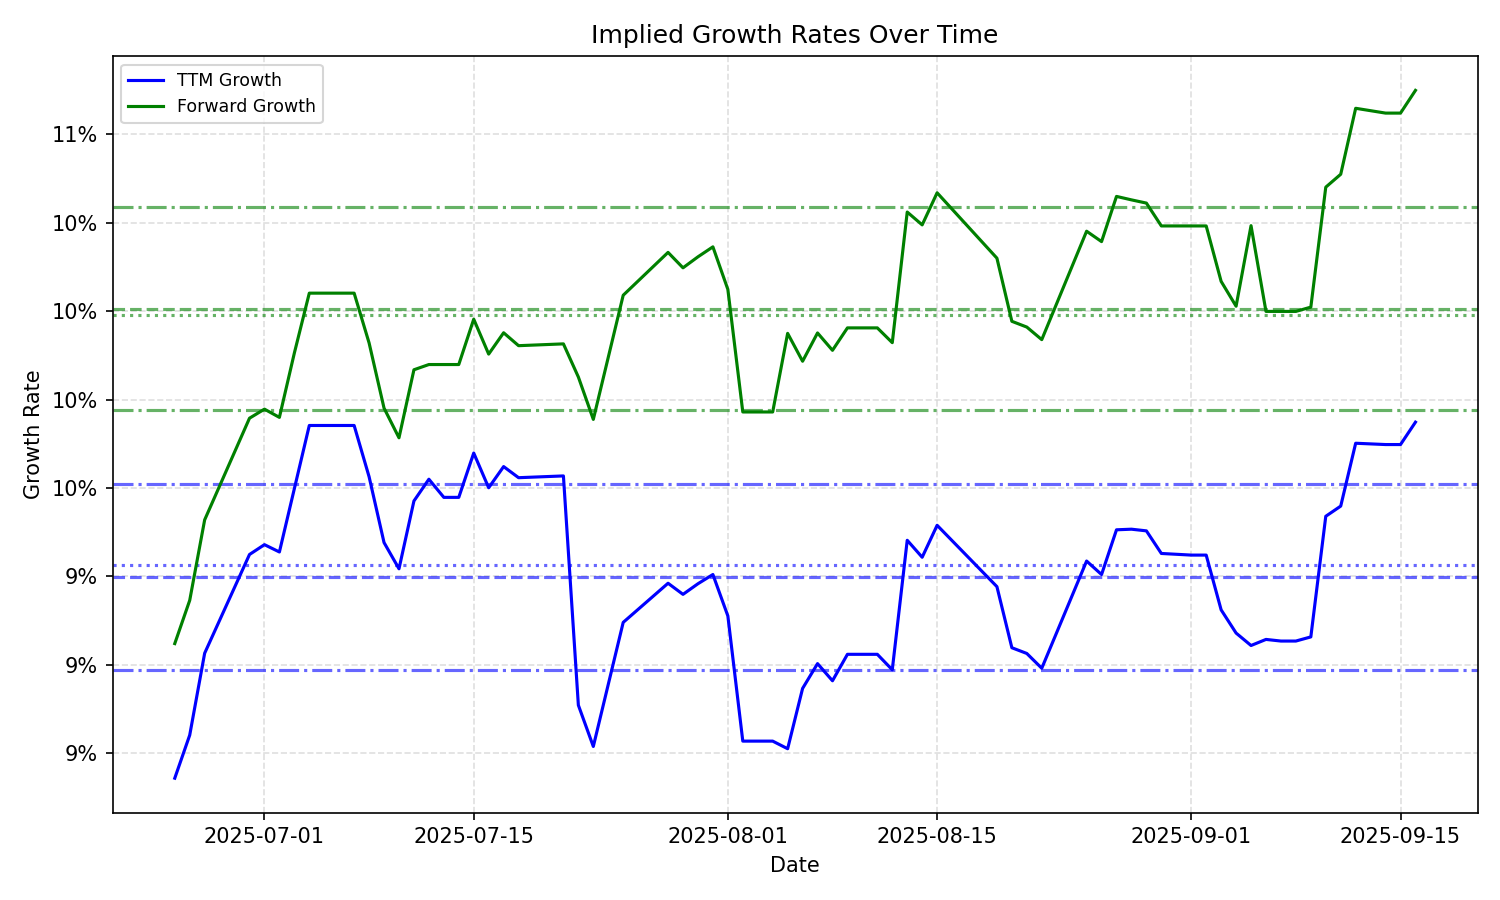 Implied Growth Rates Over Time
TTM Growth
Forward Growth
11%
10%
10%
10%
10%
9%
9%
9%
Growth Rate
2025-07-01
2025-07-15
2025-08-01
2025-08-15
2025-09-01
2025-09-15
Date